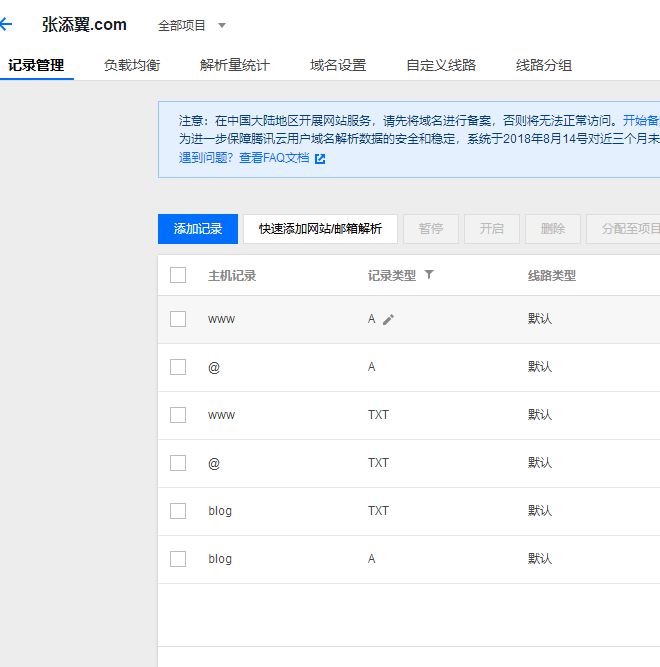 张添翼.com 全部项目
记录管理 负载均衡 解析量统计 域名设置 自定义线路 线路分组
注意：在中国大陆地区开展网站服务，请先将域名进行备案，否则将无法正常访问。开始备
为进一步保障腾讯云用户域名解析数据的安全和稳定，系统于2018年8月14号对近三个月未
遇到问题？查看FAQ文档
添加记录 快速添加网站/邮箱解析 暂停 开启 删除 分配至项目
主机记录 记录类型 线路类型
www A 默认
@ A 默认
www TXT 默认
@ TXT 默认
blog TXT 默认
blog A 默认